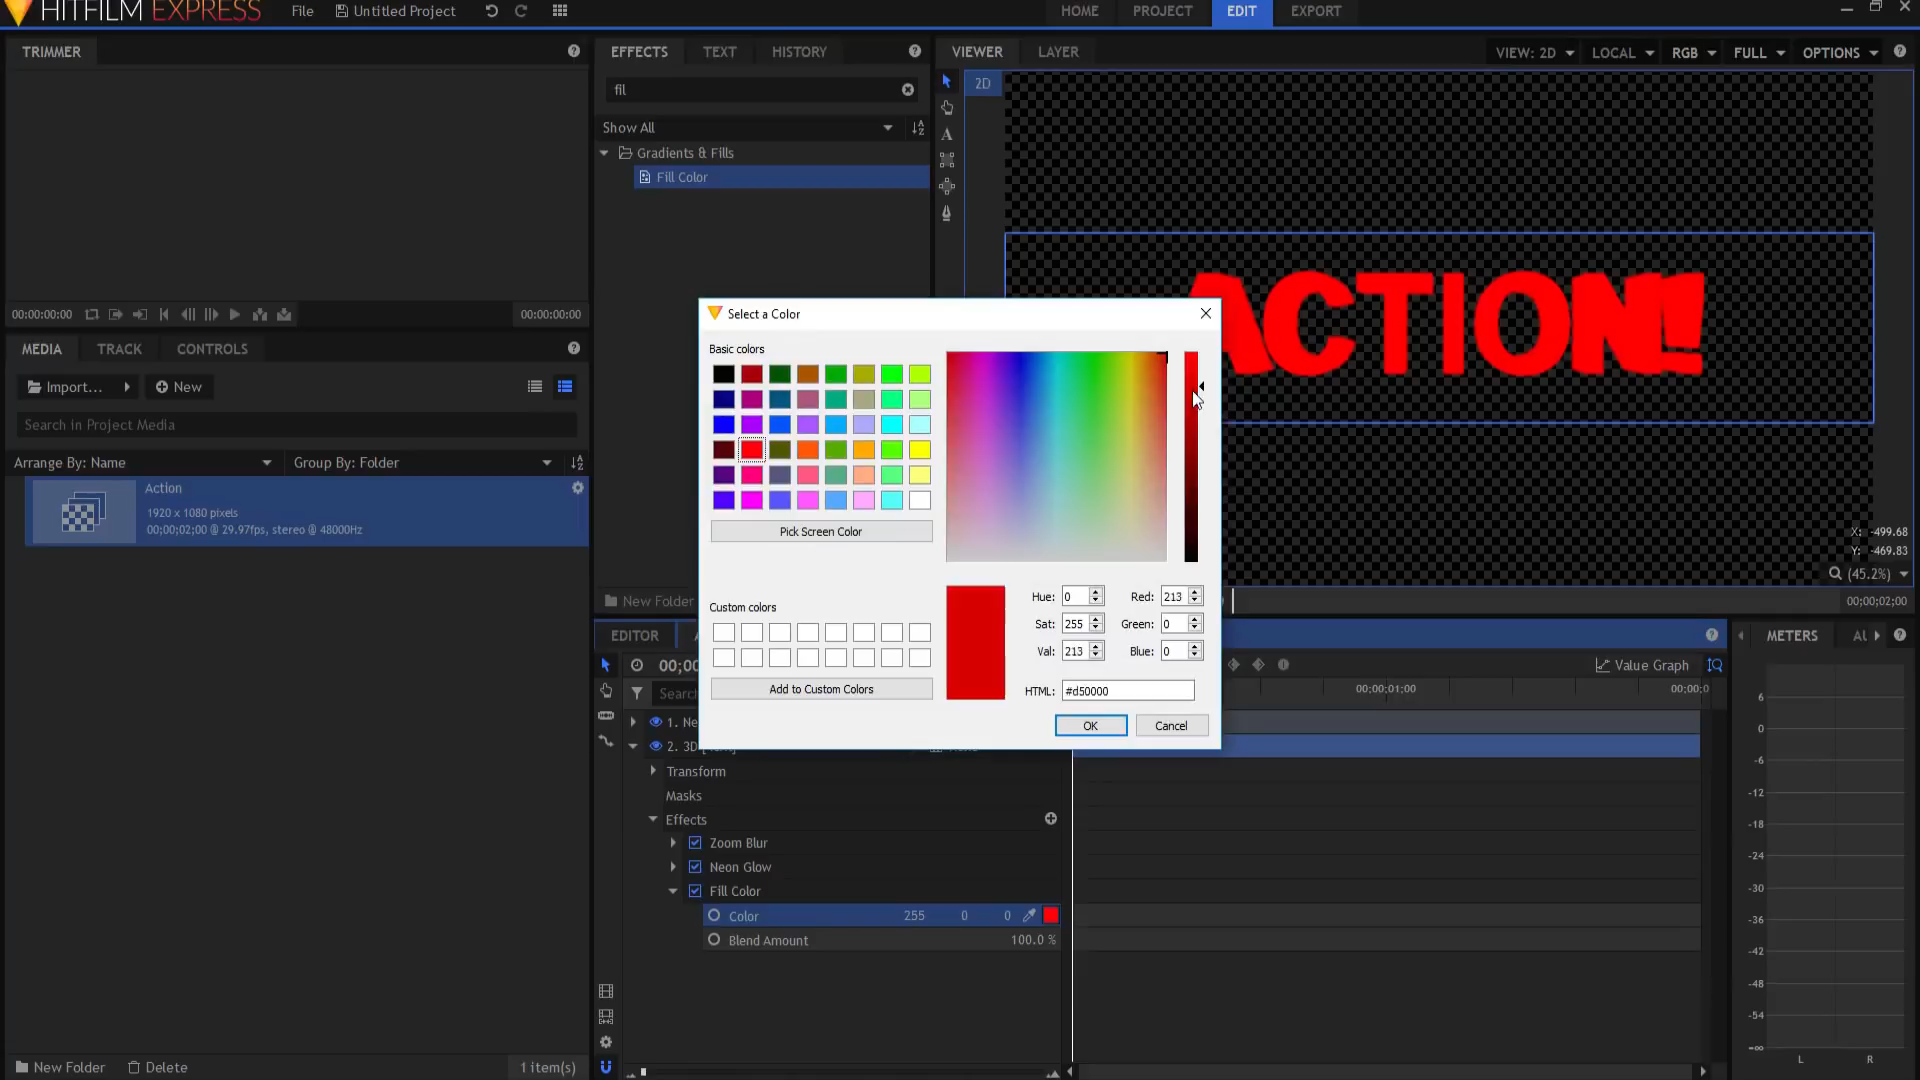 HITFILM EXPRESS
File
Untitled Project
HOME
PROJECT
EDIT
EXPORT
TRIMMER
EFFECTS
TEXT
HISTORY
VIEWER
LAYER
VIEW: 2D
LOCAL
RGB
FULL
OPTIONS
fil
2D
Show All
Gradients & Fills
Fill Color
ACTION!
00:00:00:00
00:00:00:00
Select a Color
MEDIA
TRACK
CONTROLS
Basic colors
Import...
New
Search in Project Media
Arrange By: Name
Group By: Folder
Action
1920 x 1080 pixels
00;00;02;00 @ 29.97fps, stereo @ 48000Hz
Pick Screen Color
X: -499.68
Y: -469.83
(45.2%)
New Folder
00;00;02;00
Custom colors
Hue: 0
Red: 213
Sat: 255
Green: 0
Val: 213
Blue: 0
Add to Custom Colors
HTML: #d50000
OK
Cancel
EDITOR
METERS
Value Graph
00;00;01;00
1. Ne
2. 3D
Transform
Masks
Effects
Zoom Blur
Neon Glow
Fill Color
Color 255 0 0
Blend Amount 100.0 %
6
0
-6
-12
-18
-24
-30
-36
-42
-48
-54
-∞
L R
New Folder
Delete
1 item(s)